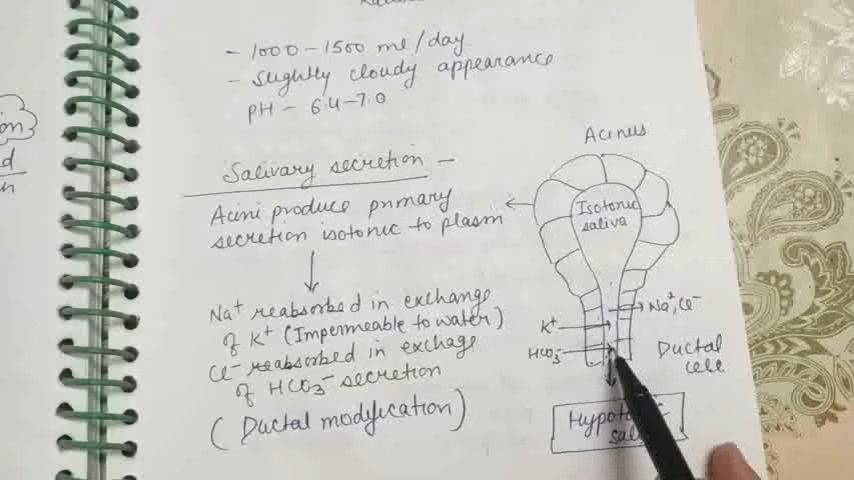 on
d
n
- 1000 - 1500 ml/day
- slightly cloudy appearance
pH - 6.4-7.0
Salivary secretion -
Acini produce primary
secretion isotonic to plasm
Na⁺ reabsorbed in exchange
of K⁺ (Impermeable to water)
Cl⁻ reabsorbed in exchage
of HCO₃⁻ secretion
(Ductal modification)
Acinus
Isotonic
saliva
Na⁺, Cl⁻
K⁺
HCO₃⁻
Ductal
cell